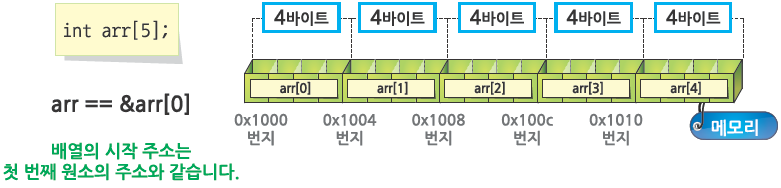 int arr[5];
4바이트 4바이트 4바이트 4바이트 4바이트
arr[0] arr[1] arr[2] arr[3] arr[4]
arr == &arr[0]
0x1000 0x1004 0x1008 0x100c 0x1010
번지 번지 번지 번지 번지
메모리
배열의 시작 주소는
첫 번째 원소의 주소와 같습니다.